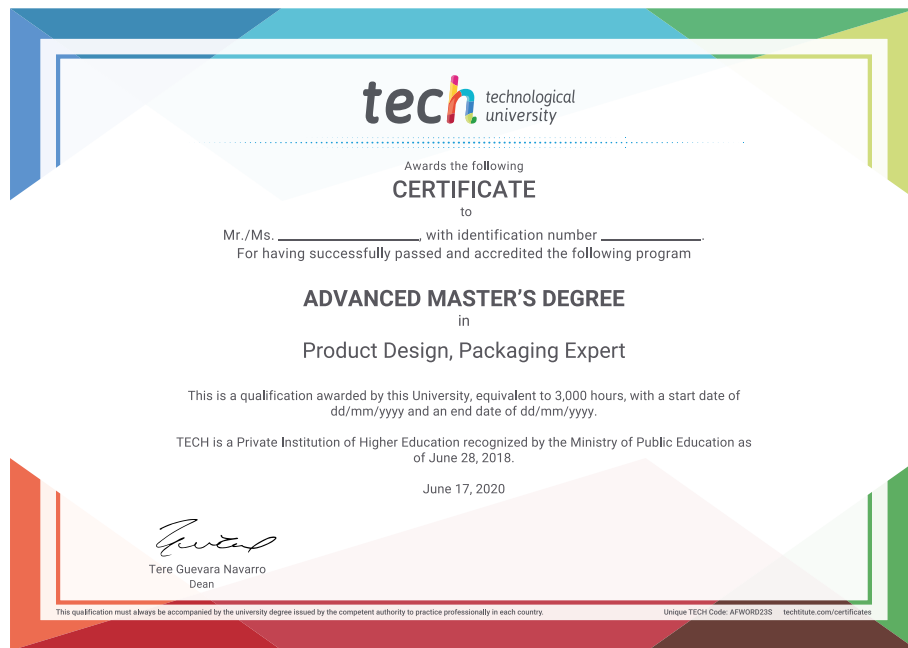 tech technological
university
Awards the following
CERTIFICATE
to
Mr./Ms. ____________, with identification number ____________.
For having successfully passed and accredited the following program
ADVANCED MASTER'S DEGREE
in
Product Design, Packaging Expert
This is a qualification awarded by this University, equivalent to 3,000 hours, with a start date of
dd/mm/yyyy and an end date of dd/mm/yyyy.
TECH is a Private Institution of Higher Education recognized by the Ministry of Public Education as
of June 28, 2018.
June 17, 2020
Tere Guevara Navarro
Dean
This qualification must always be accompanied by the university degree issued by the competent authority to practice professionally in each country.
Unique TECH Code: AFWORD23S techtitute.com/certificates